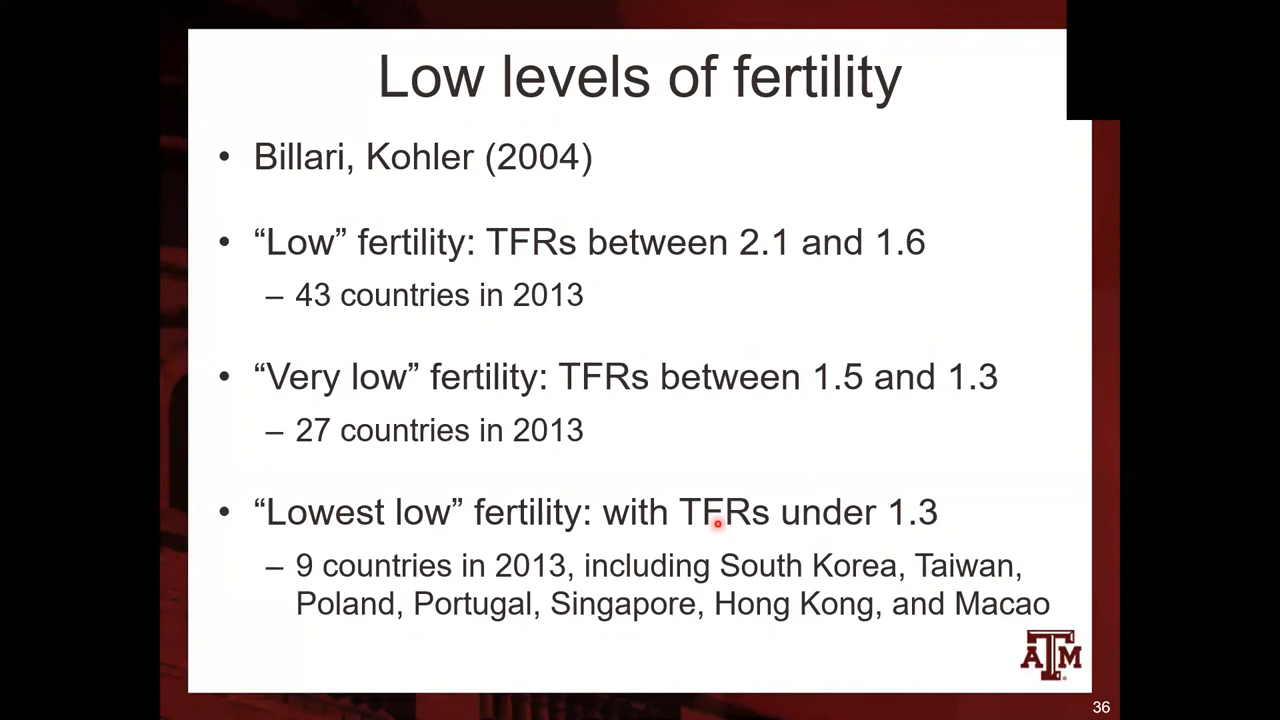 Low levels of fertility
• Billari, Kohler (2004)
• “Low” fertility: TFRs between 2.1 and 1.6
– 43 countries in 2013
• “Very low” fertility: TFRs between 1.5 and 1.3
– 27 countries in 2013
• “Lowest low” fertility: with TFRs under 1.3
– 9 countries in 2013, including South Korea, Taiwan,
Poland, Portugal, Singapore, Hong Kong, and Macao
ATM
36